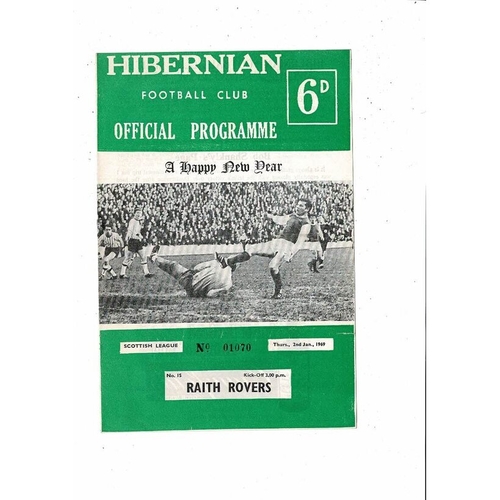 HIBERNIAN
FOOTBALL CLUB
6D
OFFICIAL PROGRAMME
A Happy New Year
SCOTTISH LEAGUE Nº 01070 Thurs., 2nd Jan., 1969
No. 15 Kick-Off 3.00 p.m.
RAITH ROVERS